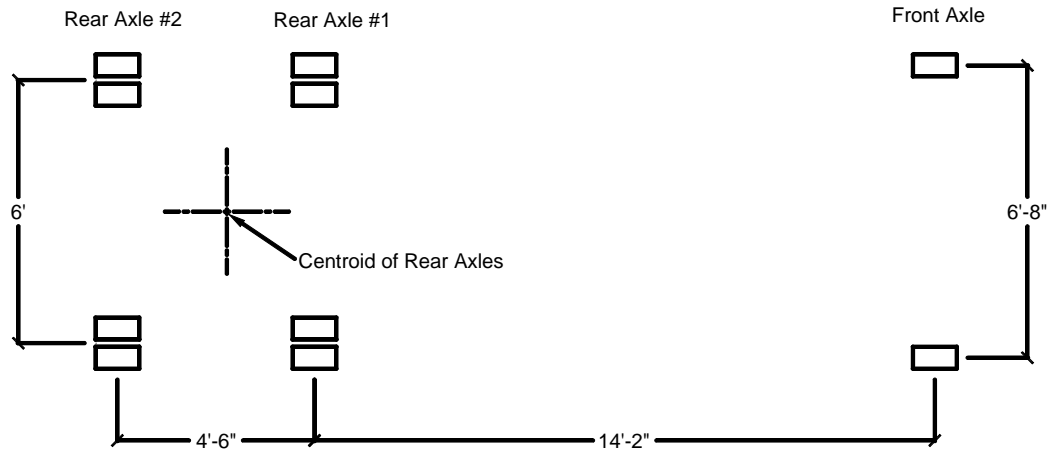 Rear Axle #2
Rear Axle #1
Front Axle
6'
6'-8"
Centroid of Rear Axles
4'-6"
14'-2"